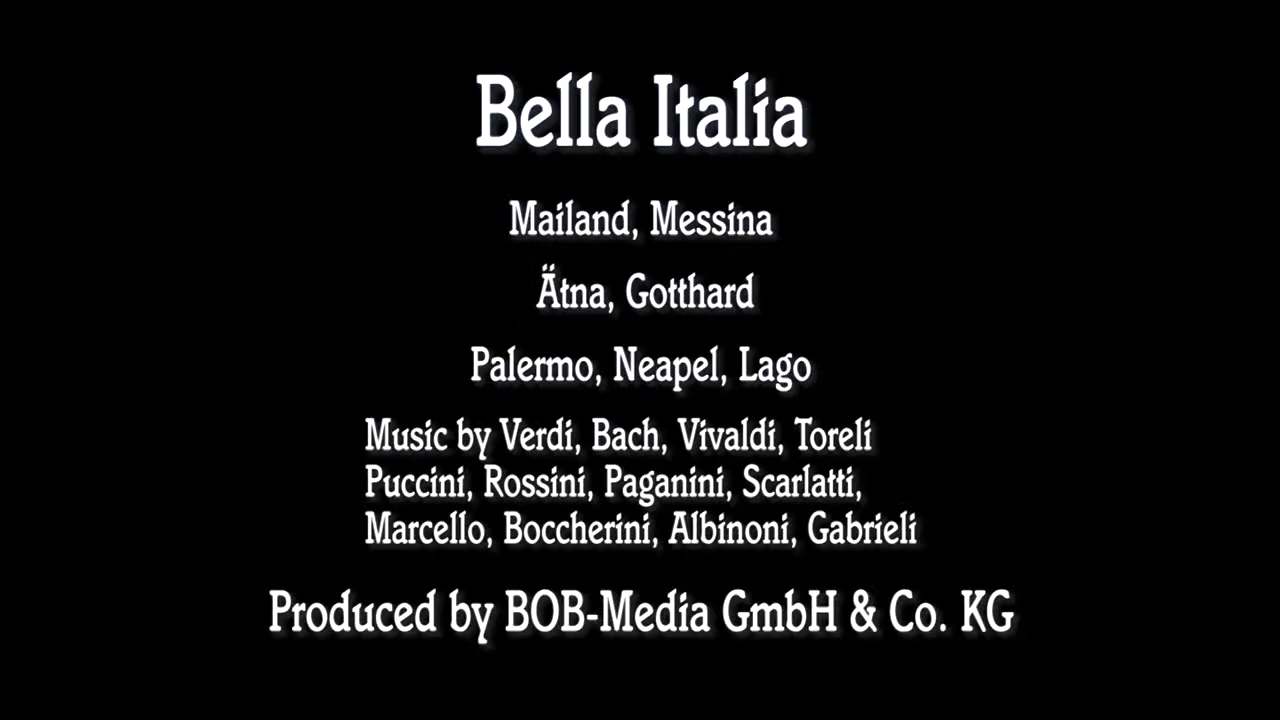 Bella Italia
Mailand, Messina
Ätna, Gotthard
Palermo, Neapel, Lago
Music by Verdi, Bach, Vivaldi, Toreli
Puccini, Rossini, Paganini, Scarlatti,
Marcello, Boccherini, Albinoni, Gabrieli
Produced by BOB-Media GmbH & Co. KG